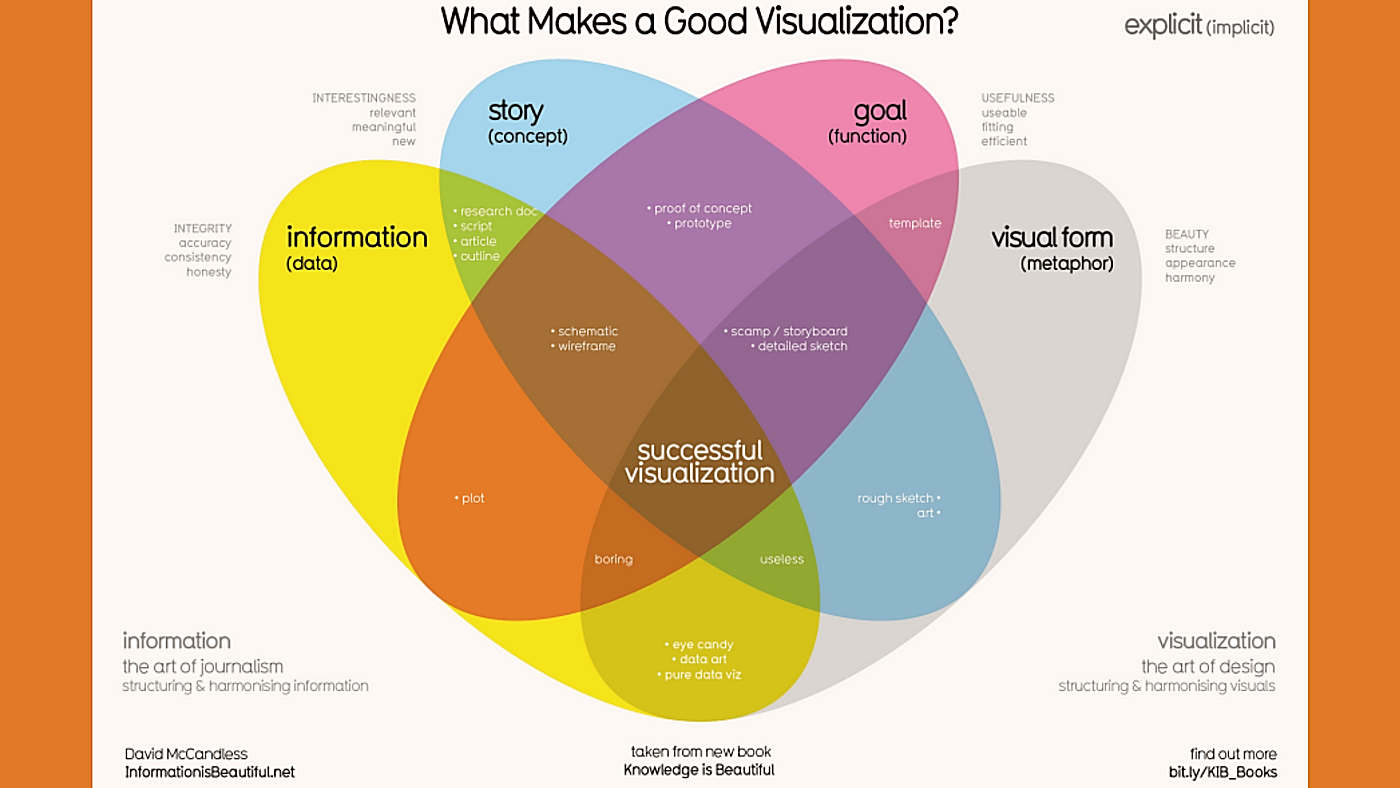 What Makes a Good Visualization?
explicit (implicit)
INTERESTINGNESS
relevant
meaningful
new
story
(concept)
goal
(function)
USEFULNESS
useable
fitting
efficient
INTEGRITY
accuracy
consistency
honesty
information
(data)
• research doc
• script
• article
• outline
• proof of concept
• prototype
template
visual form
(metaphor)
BEAUTY
structure
appearance
harmony
• schematic
• wireframe
• scamp / storyboard
• detailed sketch
successful
visualization
• plot
rough sketch •
art •
boring
useless
• eye candy
• data art
• pure data viz
information
the art of journalism
structuring & harmonising information
visualization
the art of design
structuring & harmonising visuals
David McCandless
InformationisBeautiful.net
taken from new book
Knowledge is Beautiful
find out more
bit.ly/KIB_Books